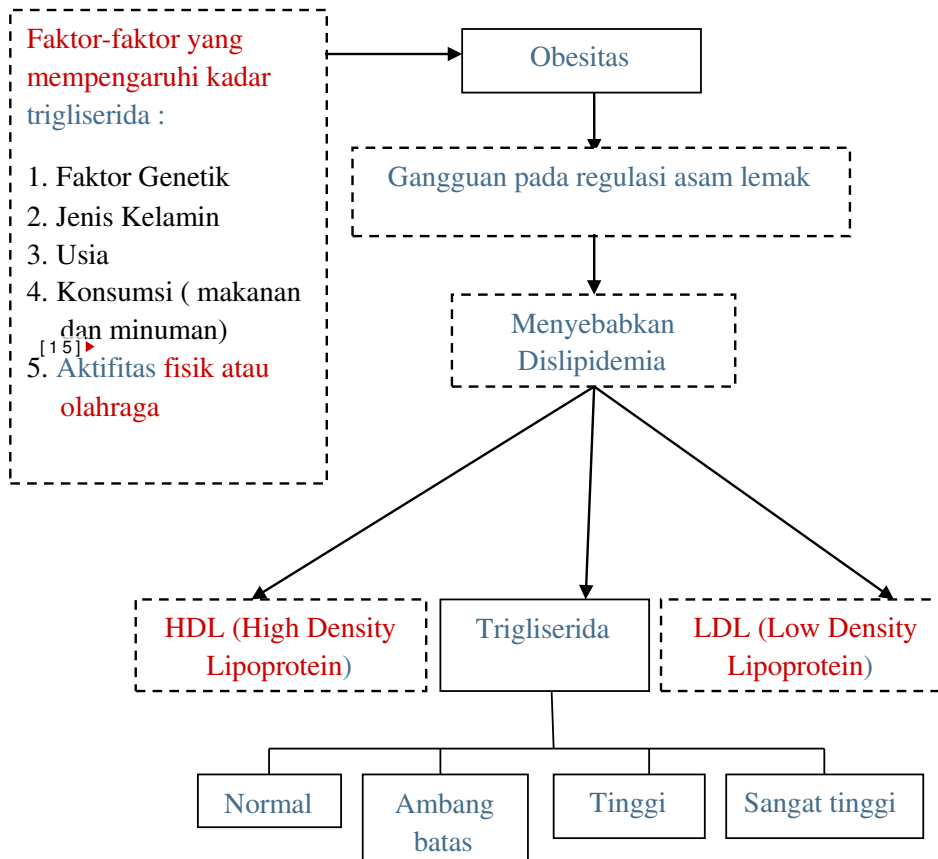 Faktor-faktor yang
mempengaruhi kadar
trigliserida :
1. Faktor Genetik
2. Jenis Kelamin
3. Usia
4. Konsumsi ( makanan
dan minuman)
[15]
5. Aktifitas fisik atau
olahraga
Obesitas
Gangguan pada regulasi asam lemak
Menyebabkan
Dislipidemia
HDL (High Density
Lipoprotein)
Trigliserida
LDL (Low Density
Lipoprotein)
Normal
Ambang
batas
Tinggi
Sangat tinggi